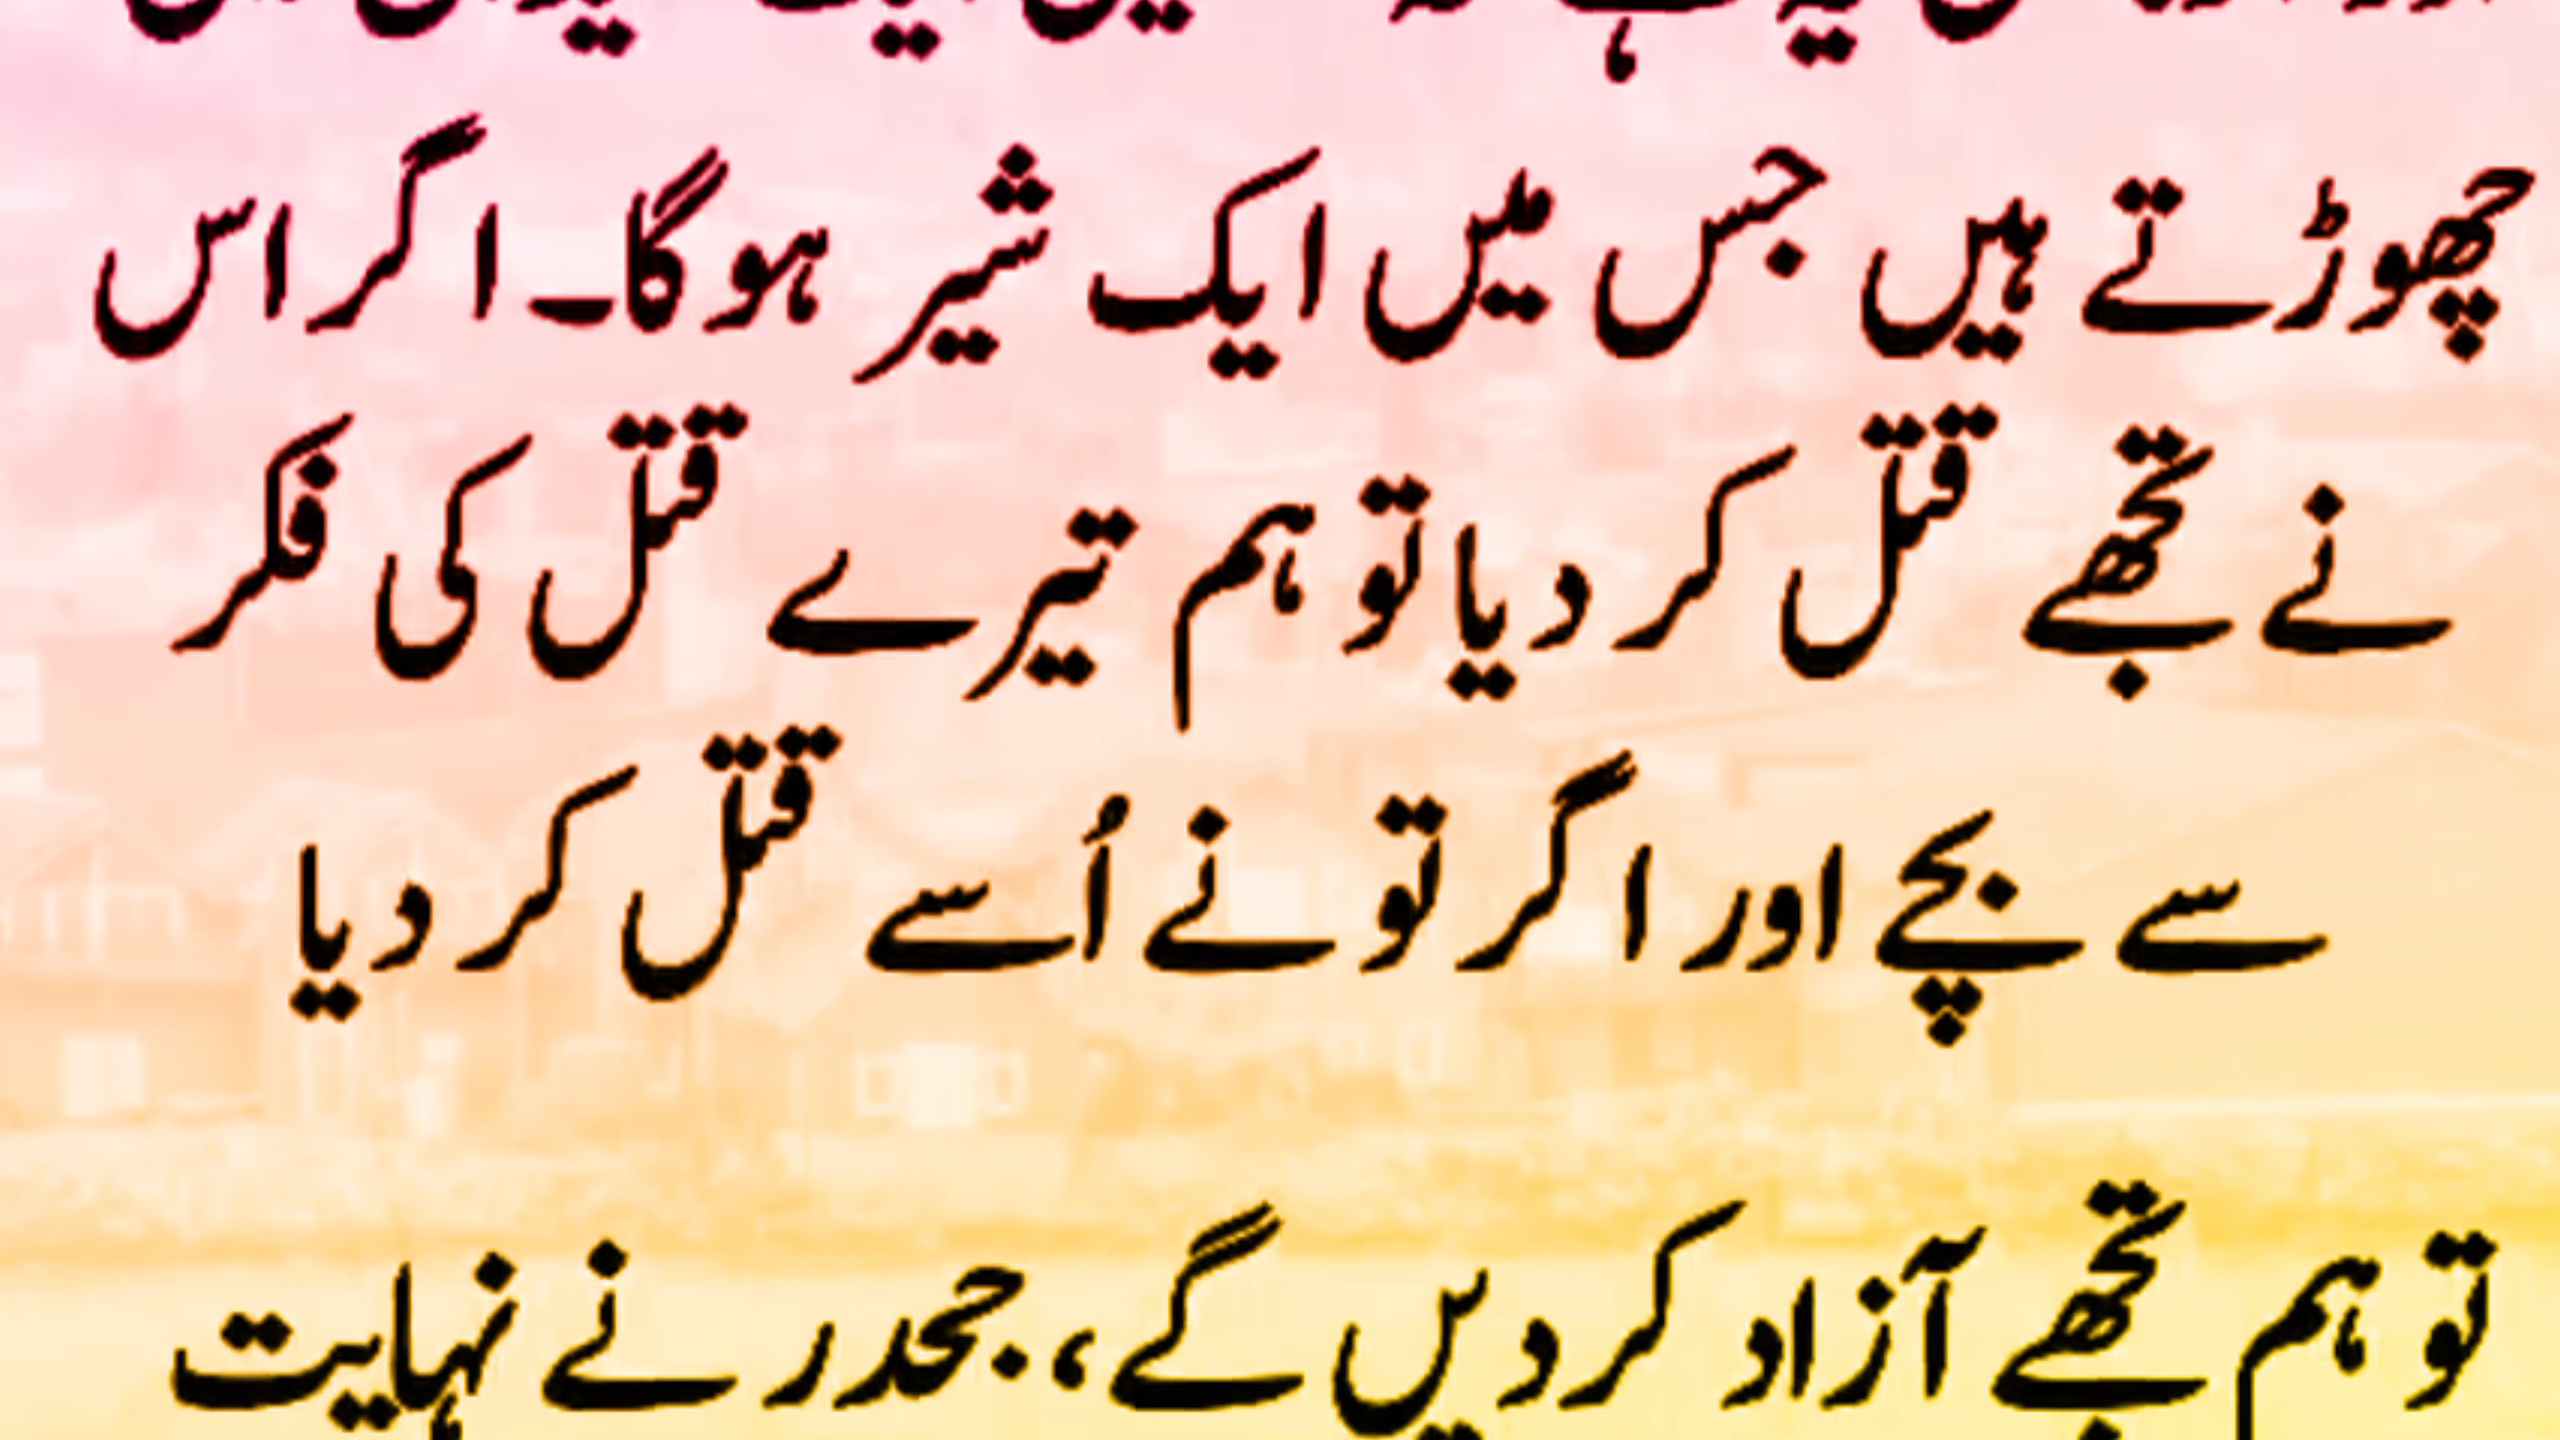 چھوڑتے ہیں جس میں ایک شیر ہوگا۔ اگر اس
نے تجھے قتل کر دیا تو ہم تیرے قتل کی فکر
سے بچے اور اگر تو نے اُسے قتل کر دیا
تو ہم تجھے آزاد کردیں گے، جحدر نے نہایت